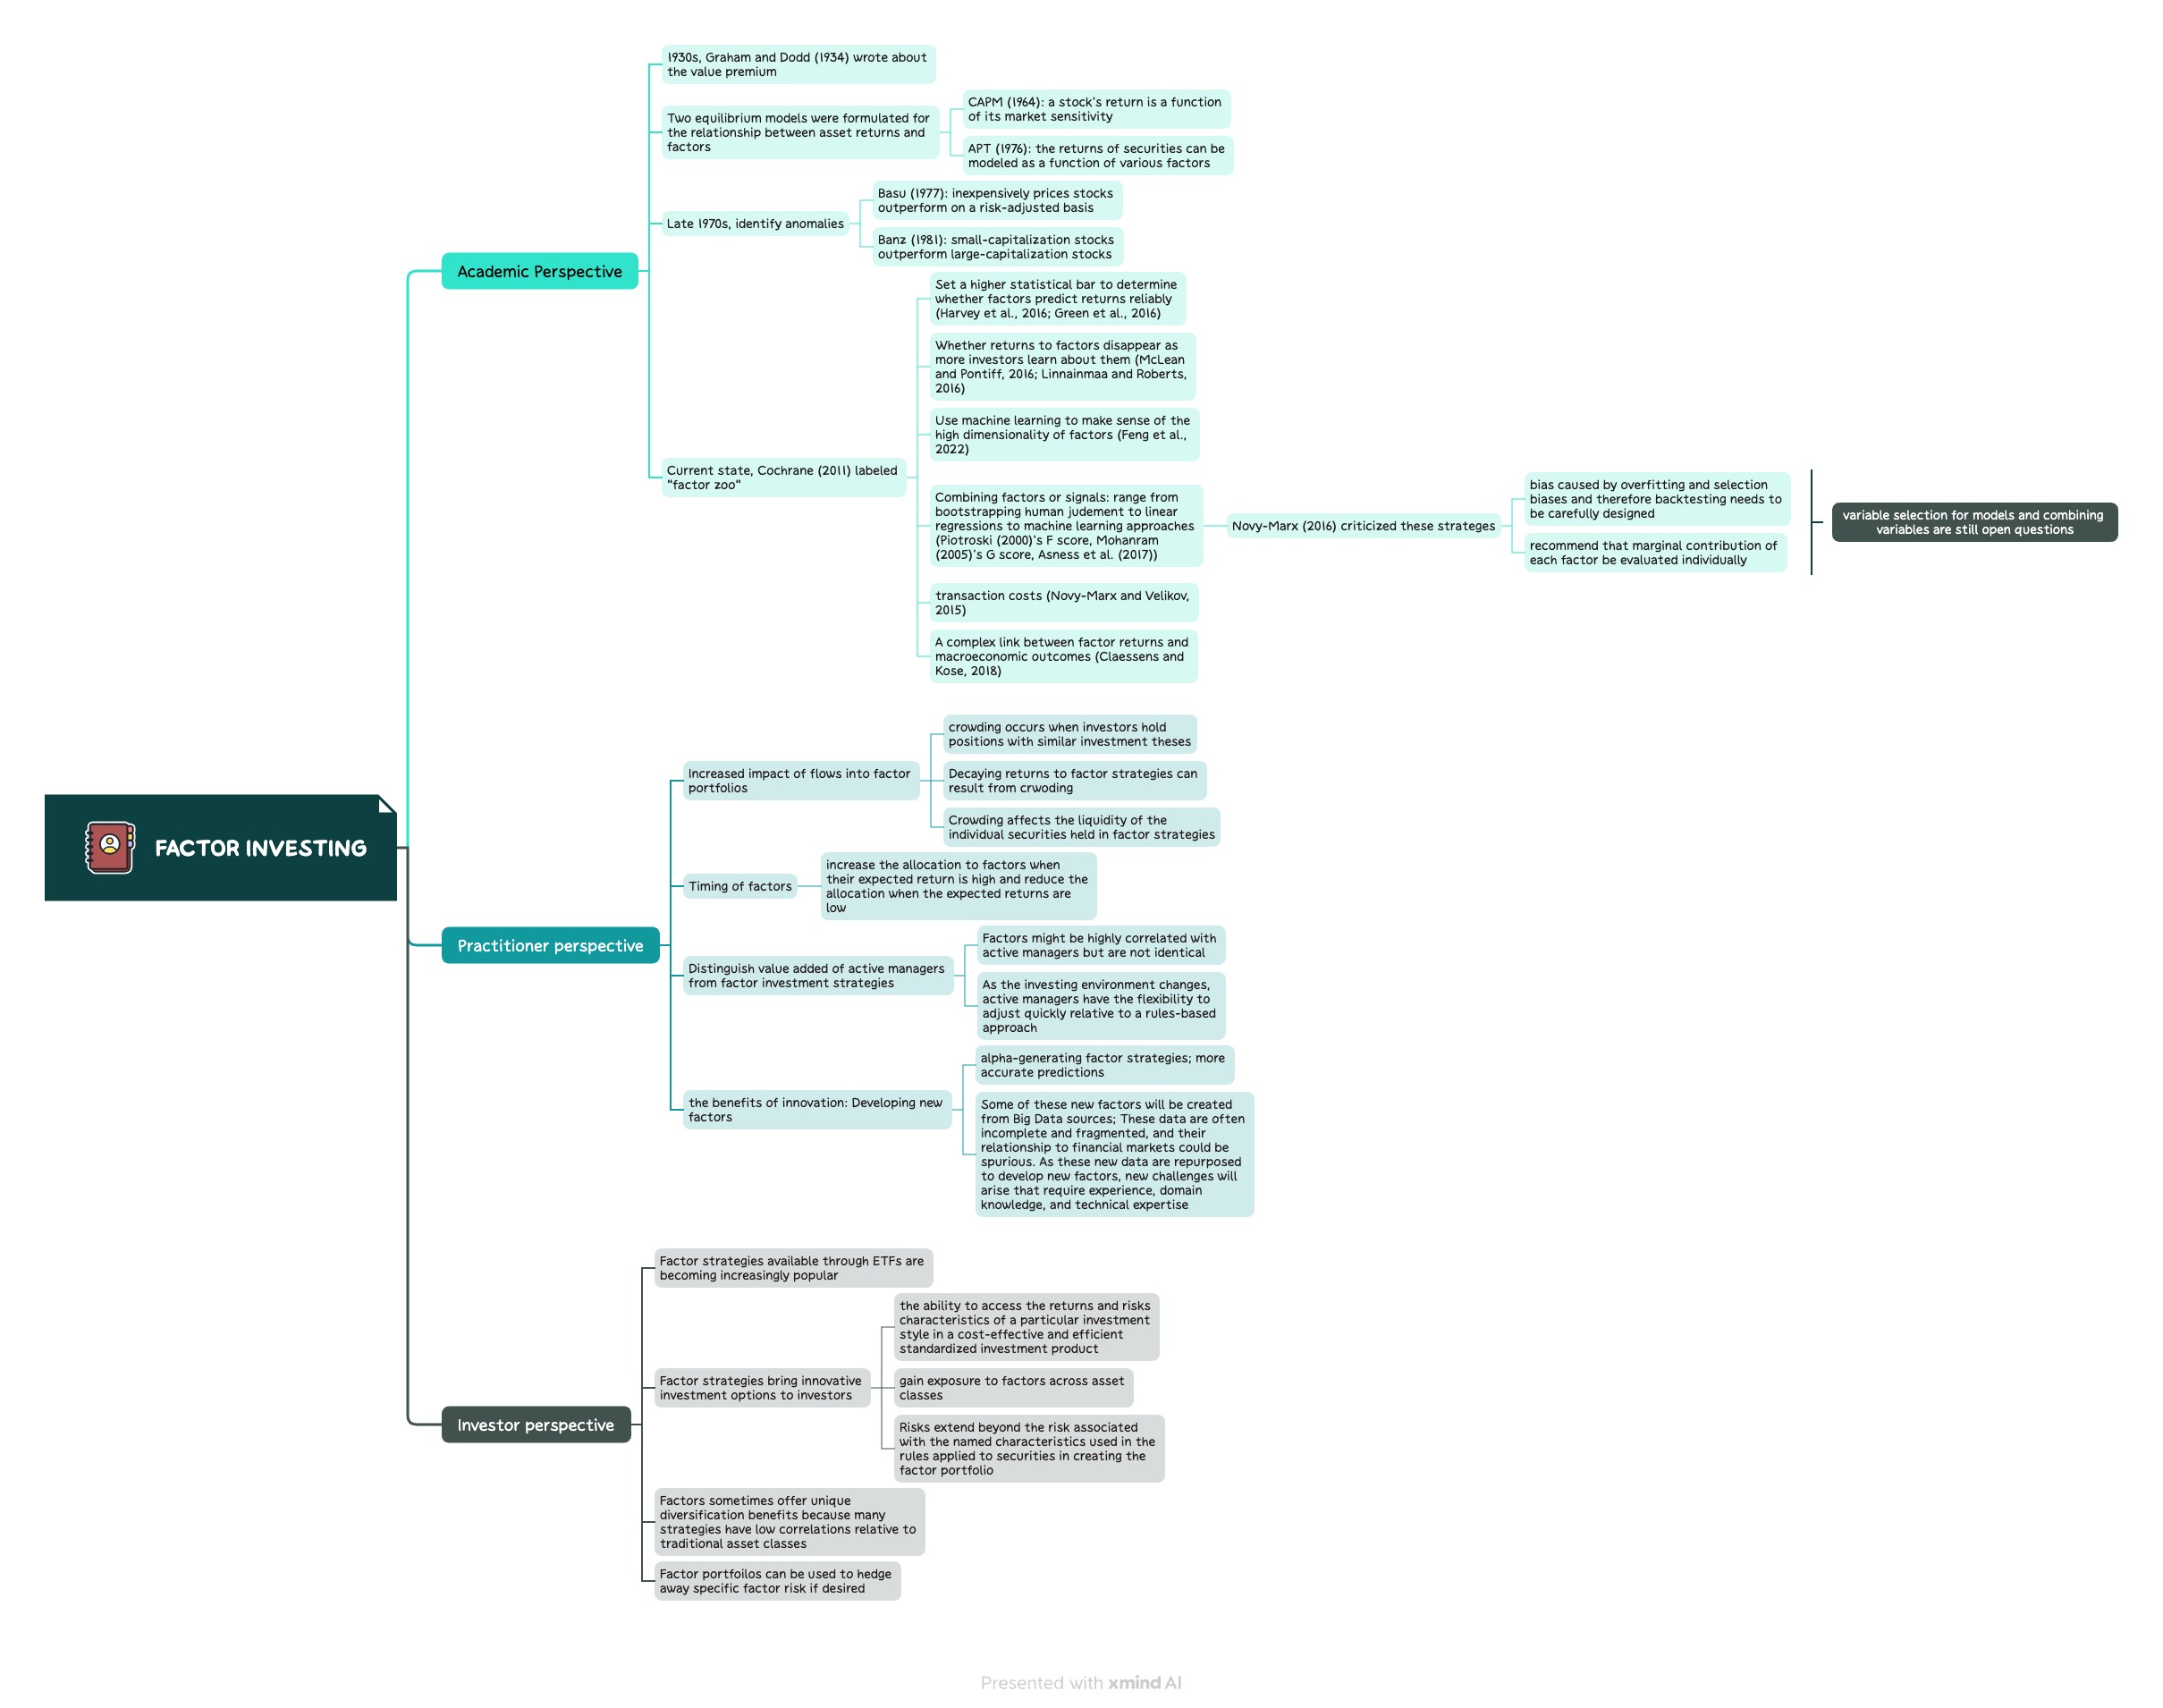 1930s, Graham and Dodd (1934) wrote about
the value premium
Two equilibrium models were formulated for
the relationship between asset returns and
factors
CAPM (1964): a stock's return is a function
of its market sensitivity
APT (1976): the returns of securities can be
modeled as a function of various factors
Late 1970s, identify anomalies
Basu (1977): inexpensively prices stocks
outperform on a risk-adjusted basis
Banz (1981): small-capitalization stocks
outperform large-capitalization stocks
Academic Perspective
Current state, Cochrane (2011) labeled
"factor zoo"
Set a higher statistical bar to determine
whether factors predict returns reliably
(Harvey et al., 2016; Green et al., 2016)
Whether returns to factors disappear as
more investors learn about them (McLean
and Pontiff, 2016; Linnainmaa and Roberts,
2016)
Use machine learning to make sense of the
high dimensionality of factors (Feng et al.,
2022)
Combining factors or signals: range from
bootstrapping human judement to linear
regressions to machine learning approaches
(Piotroski (2000)'s F score, Mohanram
(2005)'s G score, Asness et al. (2017))
Novy-Marx (2016) criticized these strateges
bias caused by overfitting and selection
biases and therefore backtesting needs to
be carefully designed
recommend that marginal contribution of
each factor be evaluated individually
variable selection for models and combining
variables are still open questions
transaction costs (Novy-Marx and Velikov,
2015)
A complex link between factor returns and
macroeconomic outcomes (Claessens and
Kose, 2018)
FACTOR INVESTING
Practitioner perspective
Increased impact of flows into factor
portfolios
crowding occurs when investors hold
positions with similar investment theses
Decaying returns to factor strategies can
result from crwoding
Crowding affects the liquidity of the
individual securities held in factor strategies
Timing of factors
increase the allocation to factors when
their expected return is high and reduce the
allocation when the expected returns are
low
Distinguish value added of active managers
from factor investment strategies
Factors might be highly correlated with
active managers but are not identical
As the investing environment changes,
active managers have the flexibility to
adjust quickly relative to a rules-based
approach
the benefits of innovation: Developing new
factors
alpha-generating factor strategies; more
accurate predictions
Some of these new factors will be created
from Big Data sources; These data are often
incomplete and fragmented, and their
relationship to financial markets could be
spurious. As these new data are repurposed
to develop new factors, new challenges will
arise that require experience, domain
knowledge, and technical expertise
Investor perspective
Factor strategies available through ETFs are
becoming increasingly popular
Factor strategies bring innovative
investment options to investors
the ability to access the returns and risks
characteristics of a particular investment
style in a cost-effective and efficient
standardized investment product
gain exposure to factors across asset
classes
Risks extend beyond the risk associated
with the named characteristics used in the
rules applied to securities in creating the
factor portfolio
Factors sometimes offer unique
diversification benefits because many
strategies have low correlations relative to
traditional asset classes
Factor portfoilos can be used to hedge
away specific factor risk if desired
Presented with xmind AI